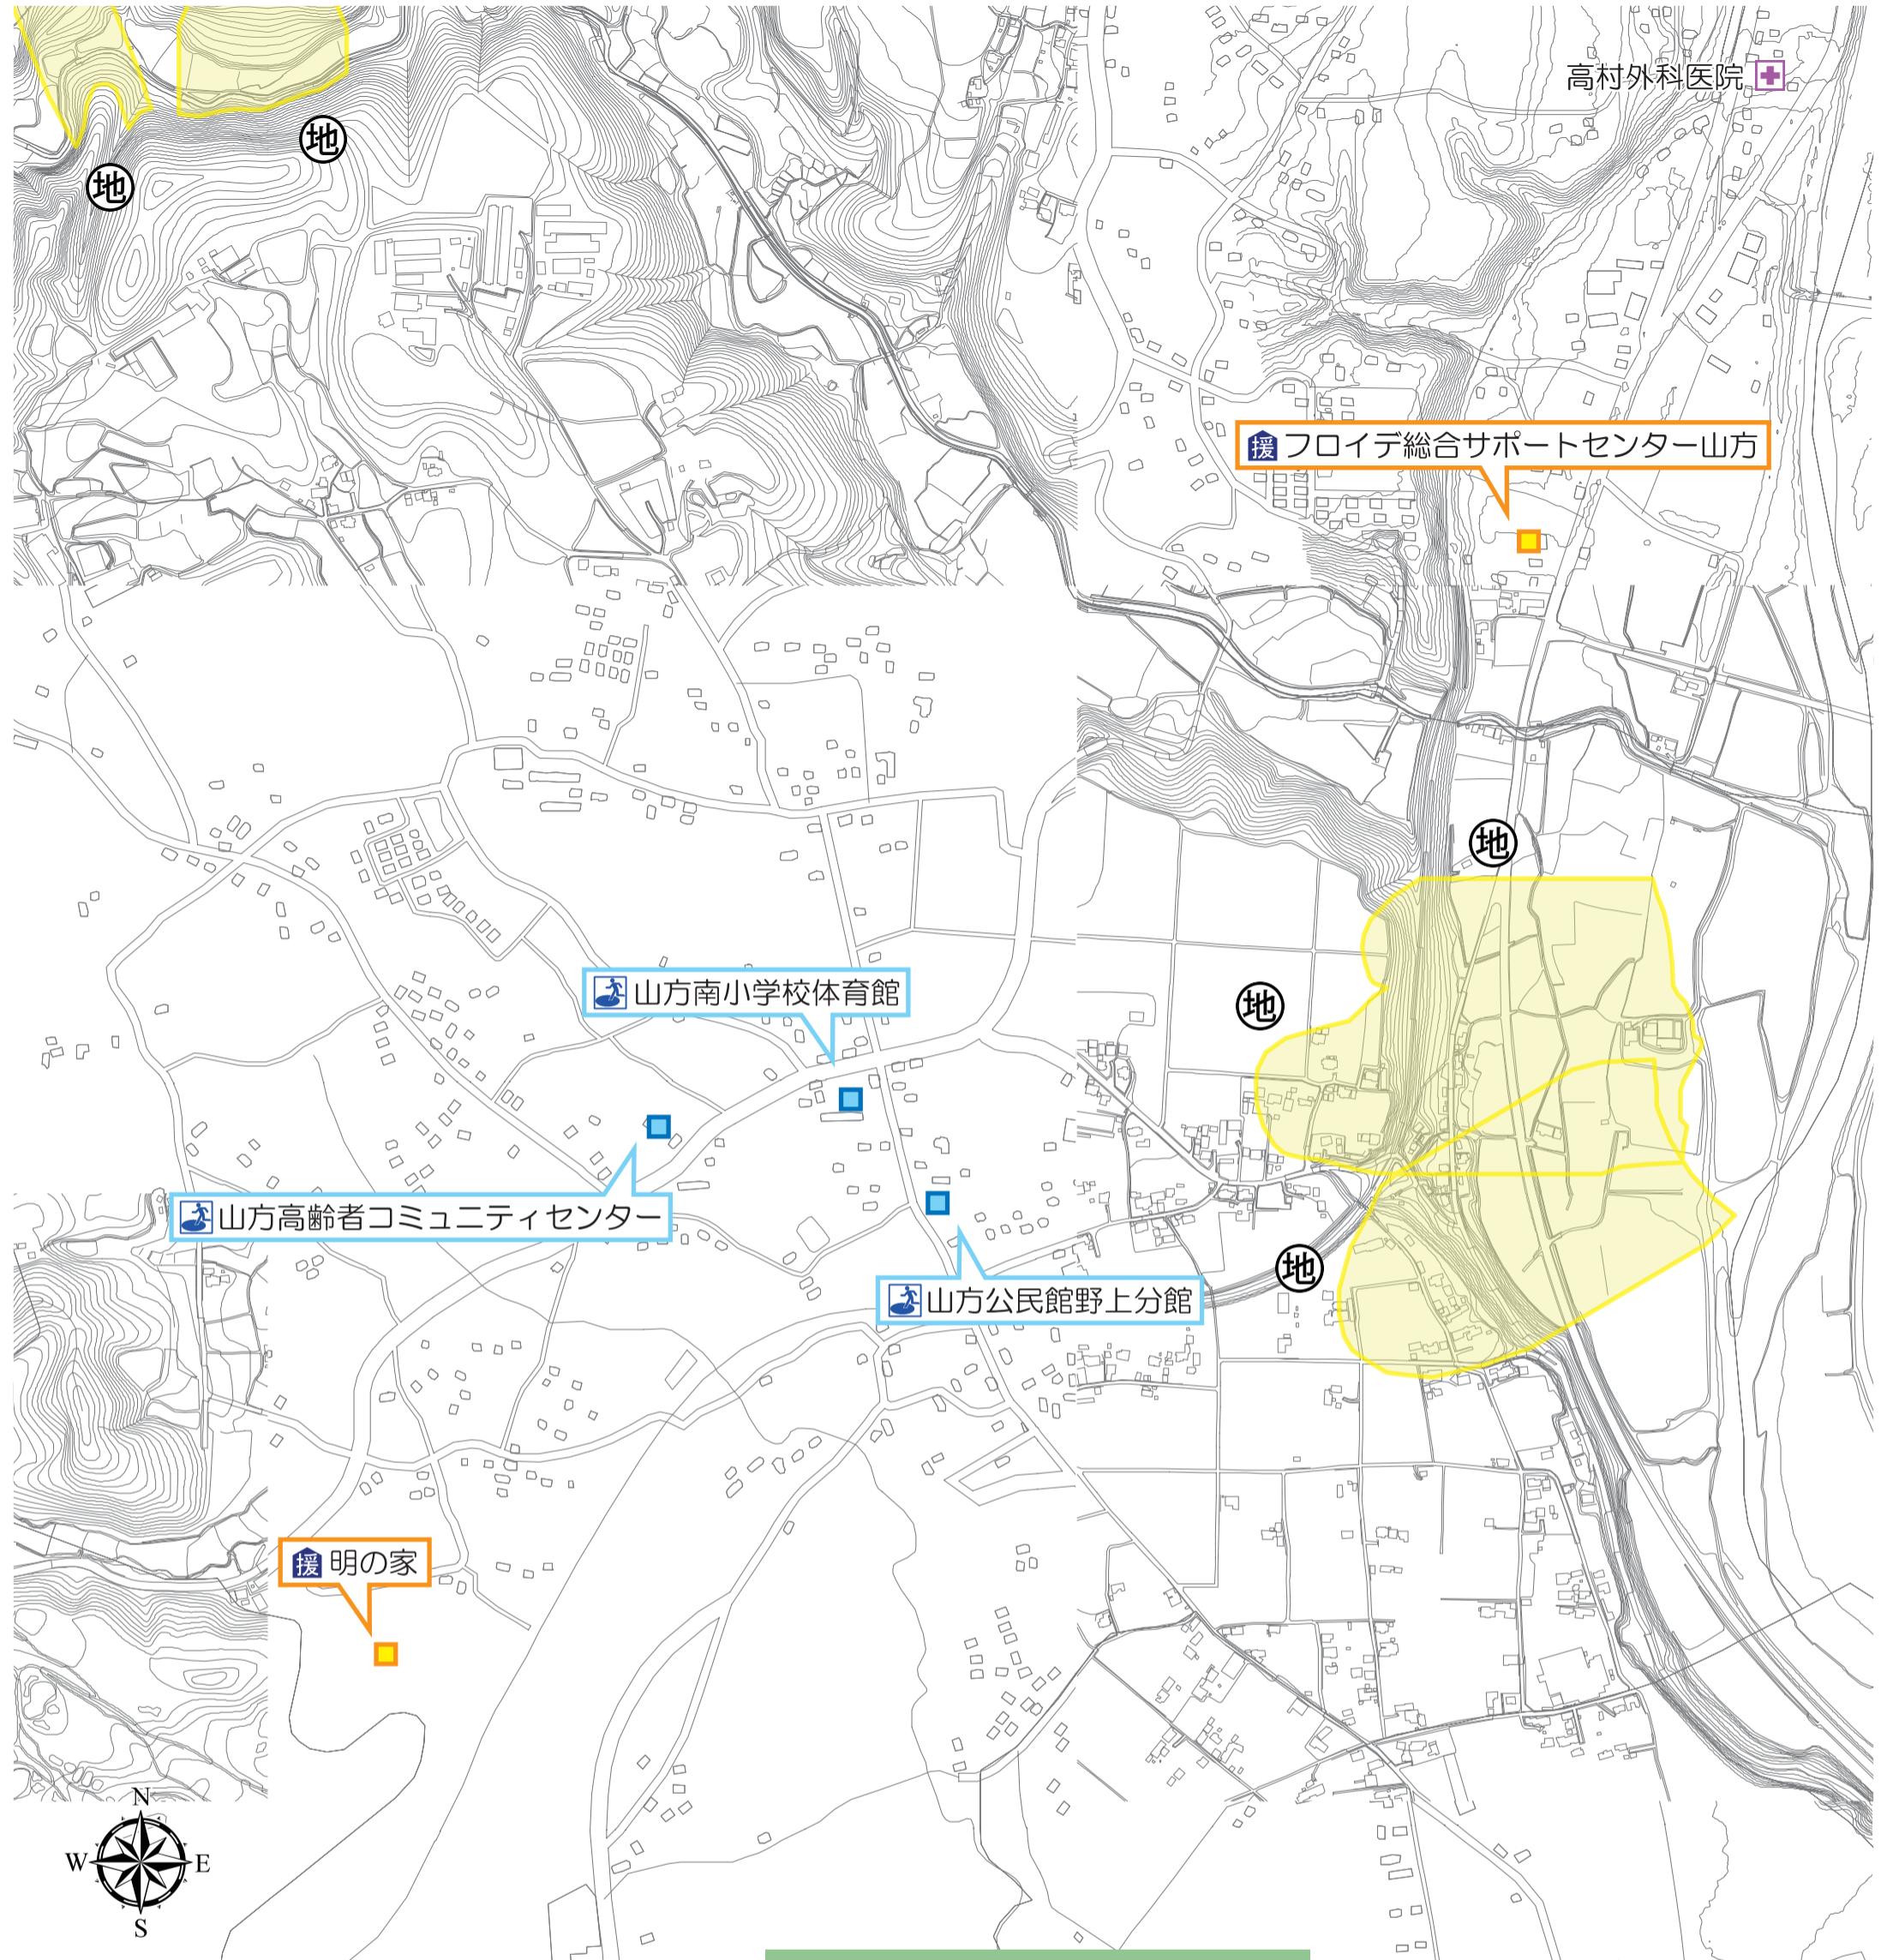 高村外科医院
地
地
援 フロイデ総合サポートセンター山方
地
山方南小学校体育館
地
山方高齢者コミュニティセンター
地
山方公民館野上分館
援 明の家
N
W E
S